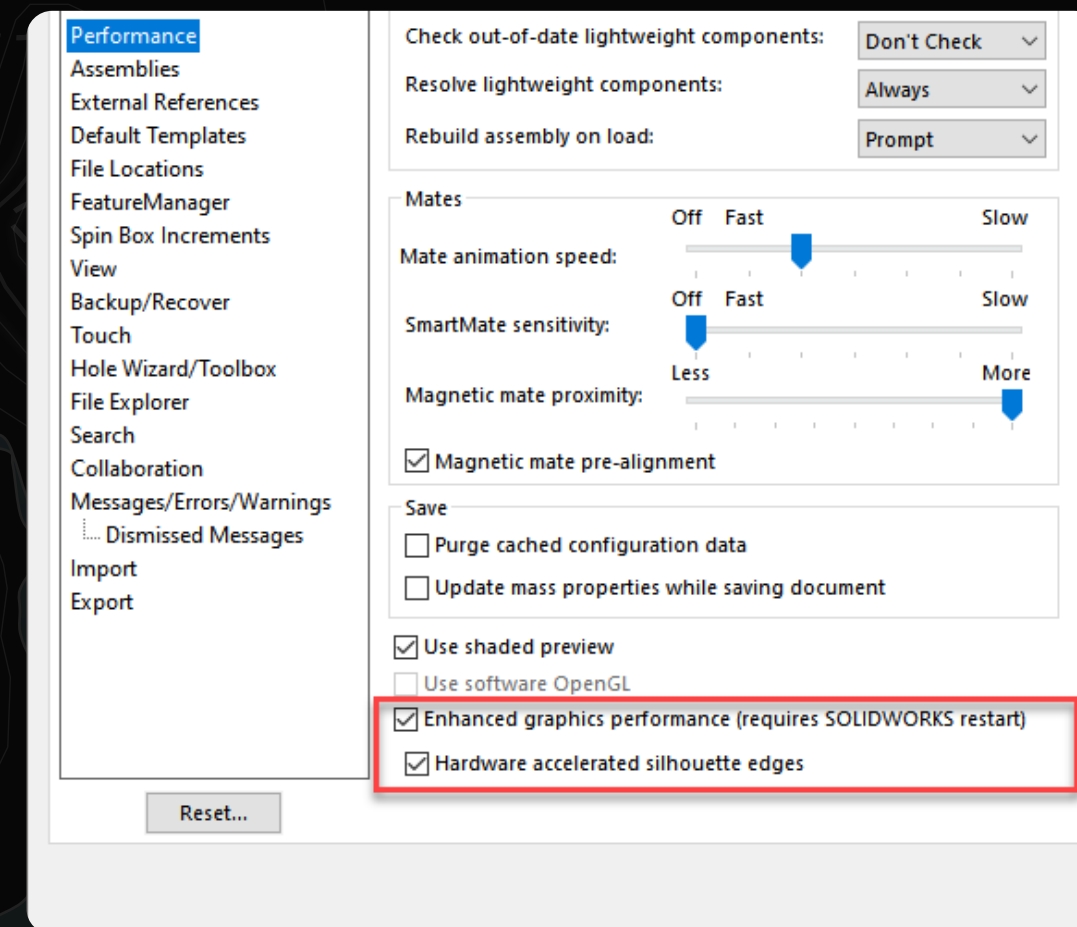 Performance
Assemblies
External References
Default Templates
File Locations
FeatureManager
Spin Box Increments
View
Backup/Recover
Touch
Hole Wizard/Toolbox
File Explorer
Search
Collaboration
Messages/Errors/Warnings
Dismissed Messages
Import
Export
Reset...
Check out-of-date lightweight components: Don't Check
Resolve lightweight components: Always
Rebuild assembly on load: Prompt
Mates
Off Fast Slow
Mate animation speed:
Off Fast Slow
SmartMate sensitivity:
Less More
Magnetic mate proximity:
Magnetic mate pre-alignment
Save
Purge cached configuration data
Update mass properties while saving document
Use shaded preview
Use software OpenGL
Enhanced graphics performance (requires SOLIDWORKS restart)
Hardware accelerated silhouette edges